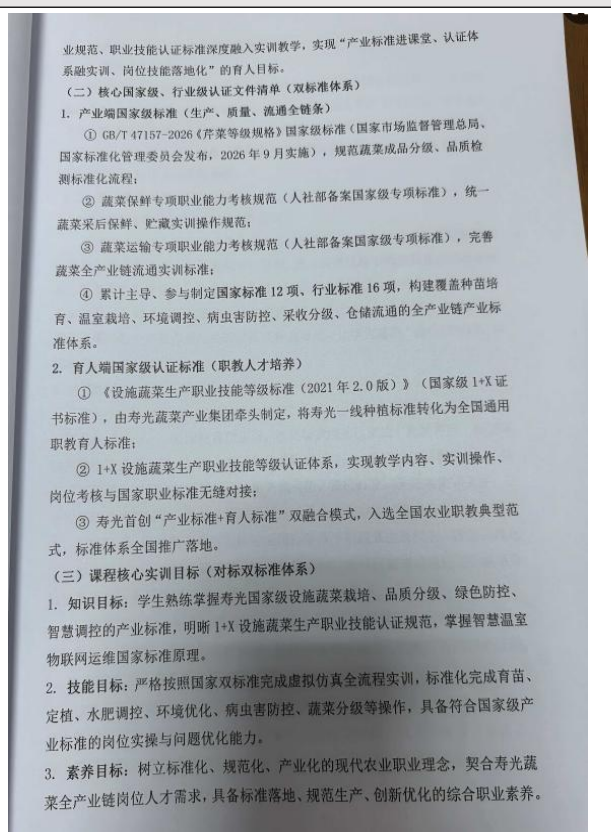 业规范、职业技能认证标准深度融入实训教学，实现“产业标准进课堂、认证体
系融实训、岗位技能落地化”的育人目标。
（二）核心国家级、行业级认证文件清单（双标准体系）
1. 产业端国家级标准（生产、质量、流通全链条）
① GB/T 47157-2026《芹菜等级规格》国家级标准（国家市场监督管理总局、
国家标准化管理委员会发布，2026 年 9 月实施），规范蔬菜成品分级、品质检
测标准化流程；
② 蔬菜保鲜专项职业能力考核规范（人社部备案国家级专项标准），统一
蔬菜采后保鲜、贮藏实训操作规范；
③ 蔬菜运输专项职业能力考核规范（人社部备案国家级专项标准），完善
蔬菜全产业链流通实训标准；
④ 累计主导、参与制定国家标准 12 项、行业标准 16 项，构建覆盖种苗培
育、温室栽培、环境调控、病虫害防控、采收分级、仓储流通的全产业链产业标
准体系。
2. 育人端国家级认证标准（职教人才培养）
① 《设施蔬菜生产职业技能等级标准（2021 年 2.0 版）》（国家级 1+X 证
书标准），由寿光蔬菜产业集团牵头制定，将寿光一线种植标准转化为全国通用
职教育人标准；
② 1+X 设施蔬菜生产职业技能等级认证体系，实现教学内容、实训操作、
岗位考核与国家职业标准无缝对接；
③ 寿光首创“产业标准+育人标准”双融合模式，入选全国农业职教典型范
式，标准体系全国推广落地。
（三）课程核心实训目标（对标双标准体系）
1. 知识目标：学生熟练掌握寿光国家级设施蔬菜栽培、品质分级、绿色防控、
智慧调控的产业标准，明晰 1+X 设施蔬菜生产职业技能认证规范，掌握智慧温室
物联网运维国家标准原理。
2. 技能目标：严格按照国家双标准完成虚拟仿真全流程实训，标准化完成育苗、
定植、水肥调控、环境优化、病虫害防控、蔬菜分级等操作，具备符合国家级产
业标准的岗位实操与问题优化能力。
3. 素养目标：树立标准化、规范化、产业化的现代农业职业理念，契合寿光蔬
菜全产业链岗位人才需求，具备标准落地、规范生产、创新优化的综合职业素养。